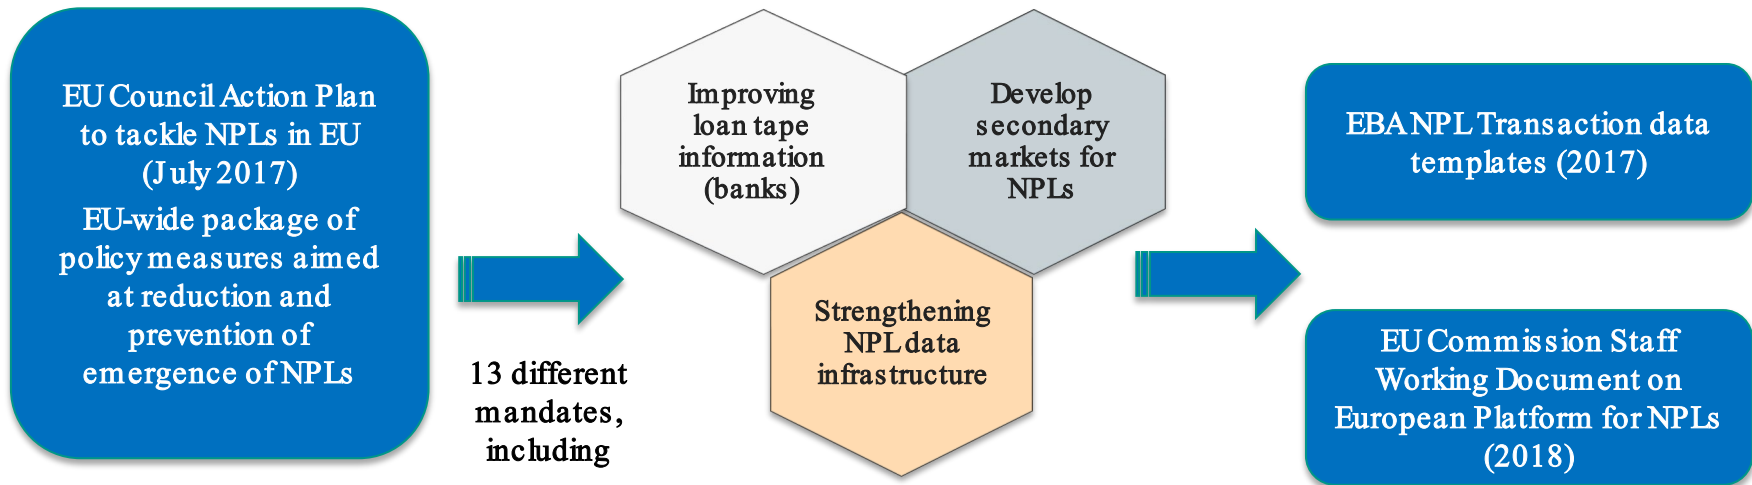 EU Council Action Plan
to tackle NPLs in EU
(July 2017)
EU-wide package of
policy measures aimed
at reduction and
prevention of
emergence of NPLs
13 different
mandates,
including
Improving
loan tape
information
(banks)
Develop
secondary
markets for
NPLs
Strengthening
NPL data
infrastructure
EBA NPL Transaction data
templates (2017)
EU Commission Staff
Working Document on
European Platform for NPLs
(2018)